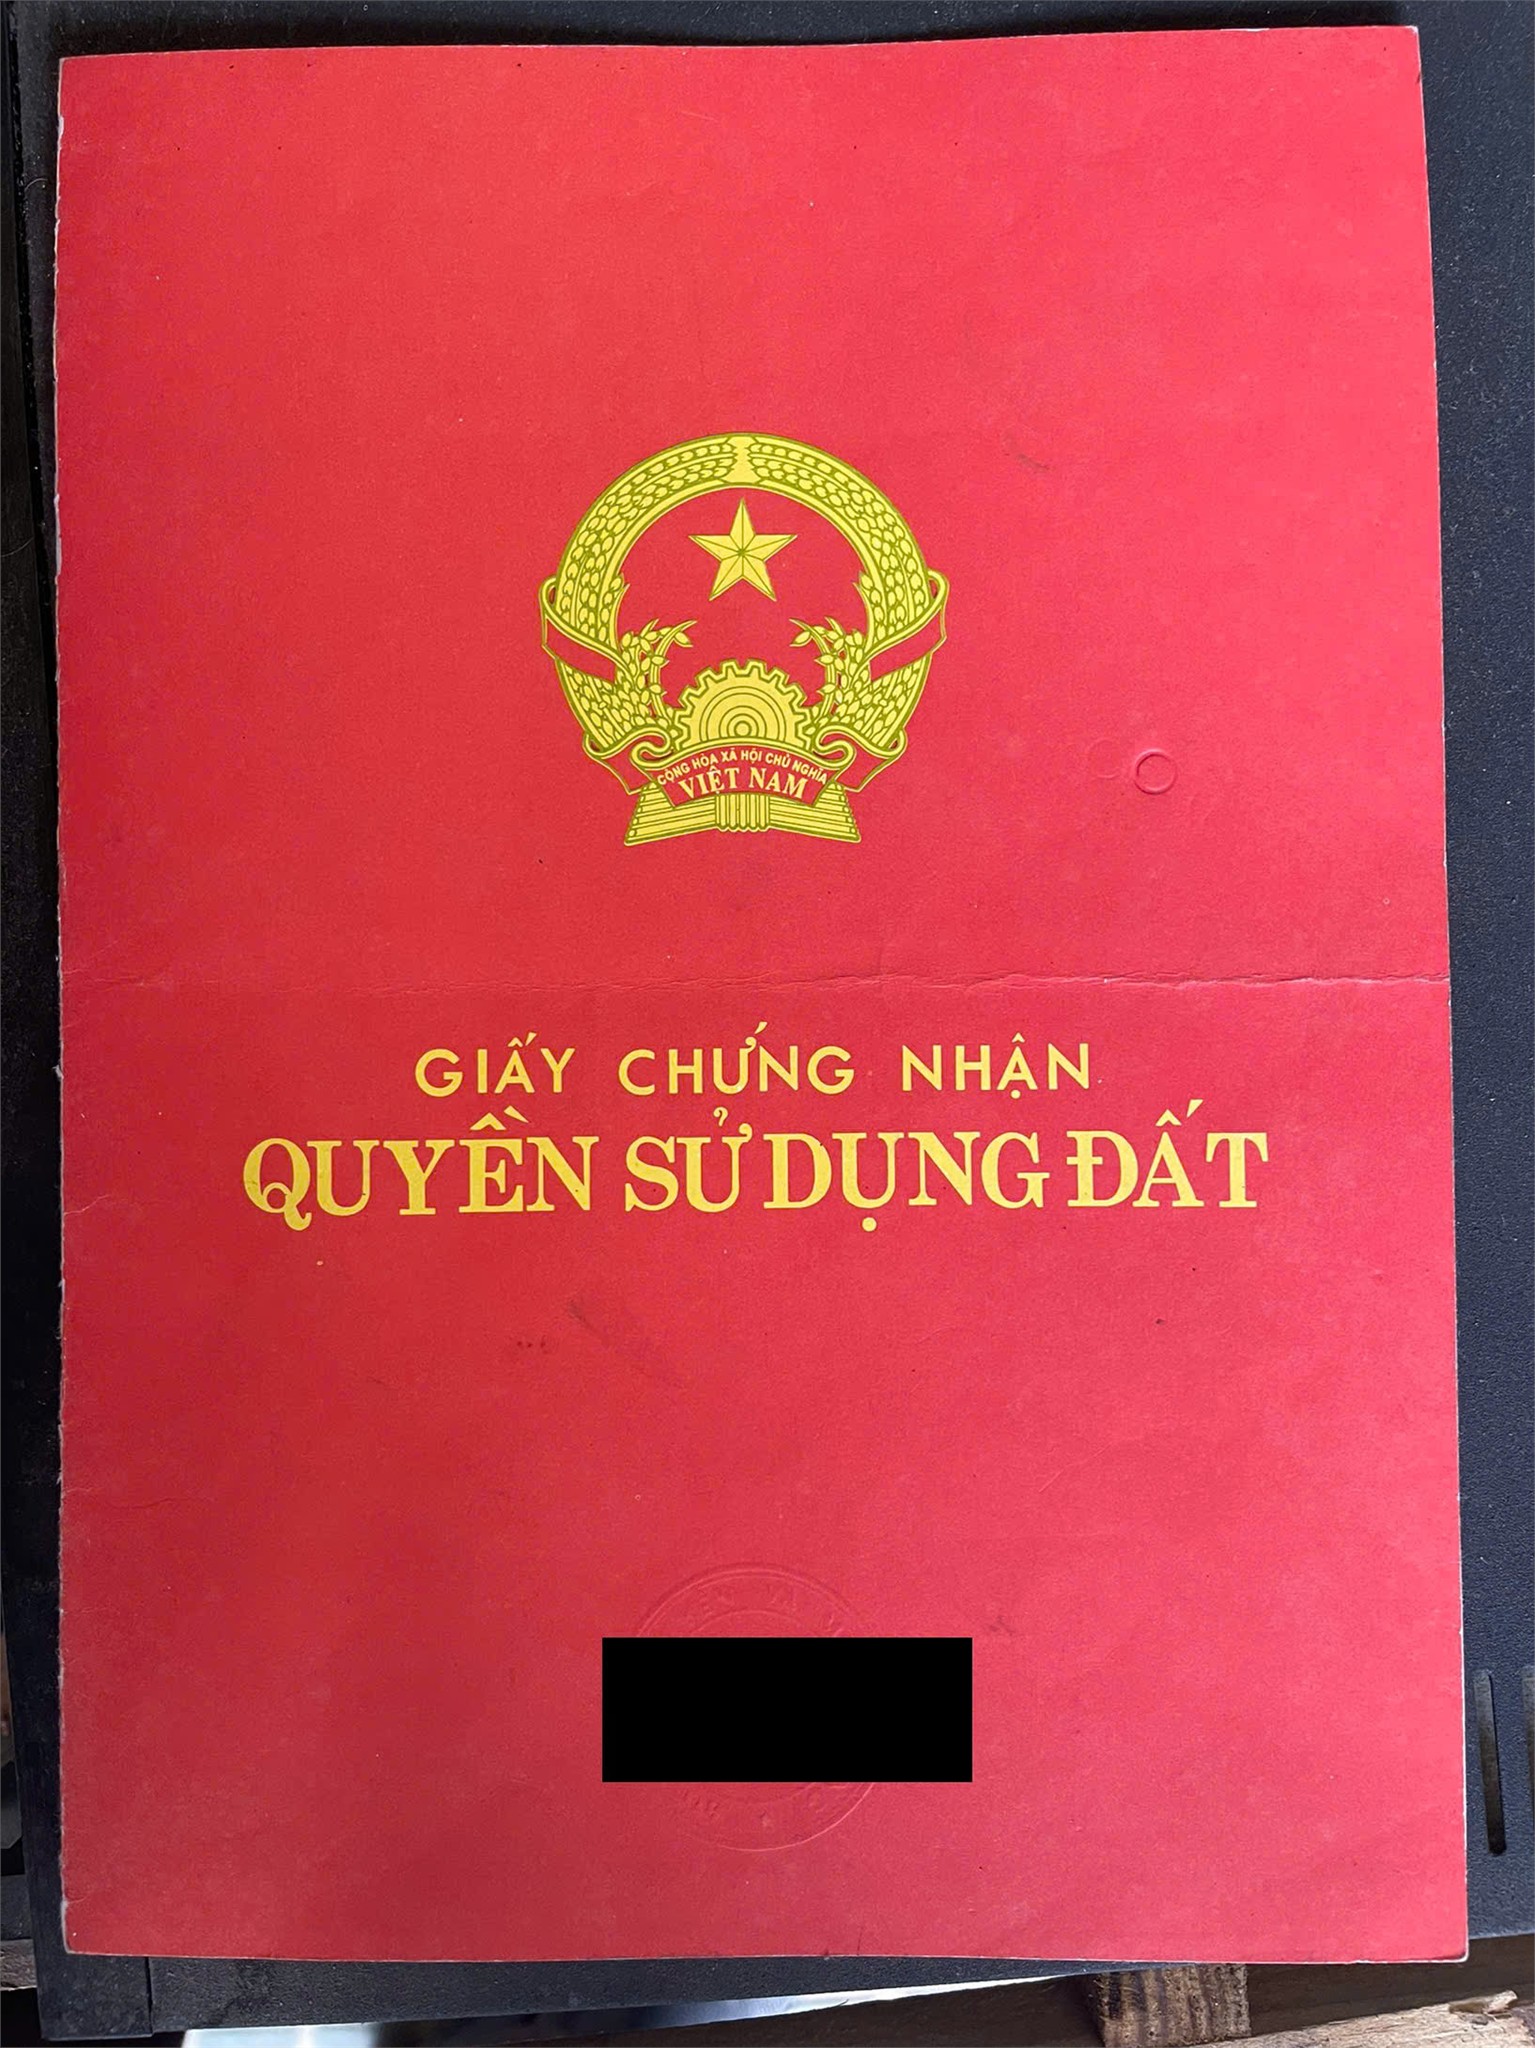 CỘNG HÒA XÃ HỘI CHỦ NGHĨA
VIỆT NAM
GIẤY CHỨNG NHẬN
QUYỀN SỬ DỤNG ĐẤT